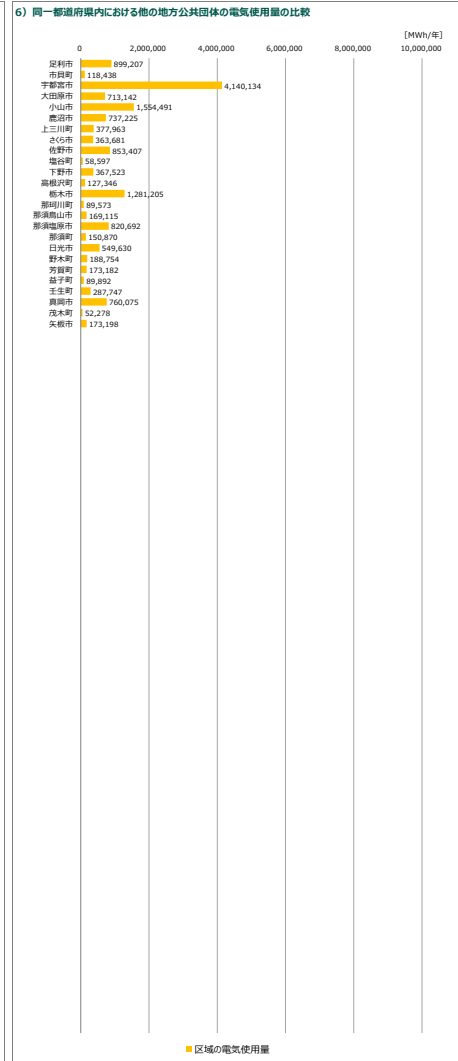 6）同一都道府県内における他の地方公共団体の電気使用量の比較
[MWh/年]
0 2,000,000 4,000,000 6,000,000 8,000,000 10,000,000
足利市 899,207
市貝町 118,438
宇都宮市 4,140,134
大田原市 713,142
小山市 1,554,491
鹿沼市 737,225
上三川町 377,963
さくら市 363,681
佐野市 853,407
塩谷町 58,597
下野市 367,523
高根沢町 127,346
栃木市 1,281,205
那珂川町 89,573
那須烏山市 169,115
那須塩原市 820,692
那須町 150,870
日光市 549,630
野木町 188,754
芳賀町 173,182
益子町 89,892
壬生町 287,747
真岡市 760,075
茂木町 52,278
矢板市 173,198
区域の電気使用量